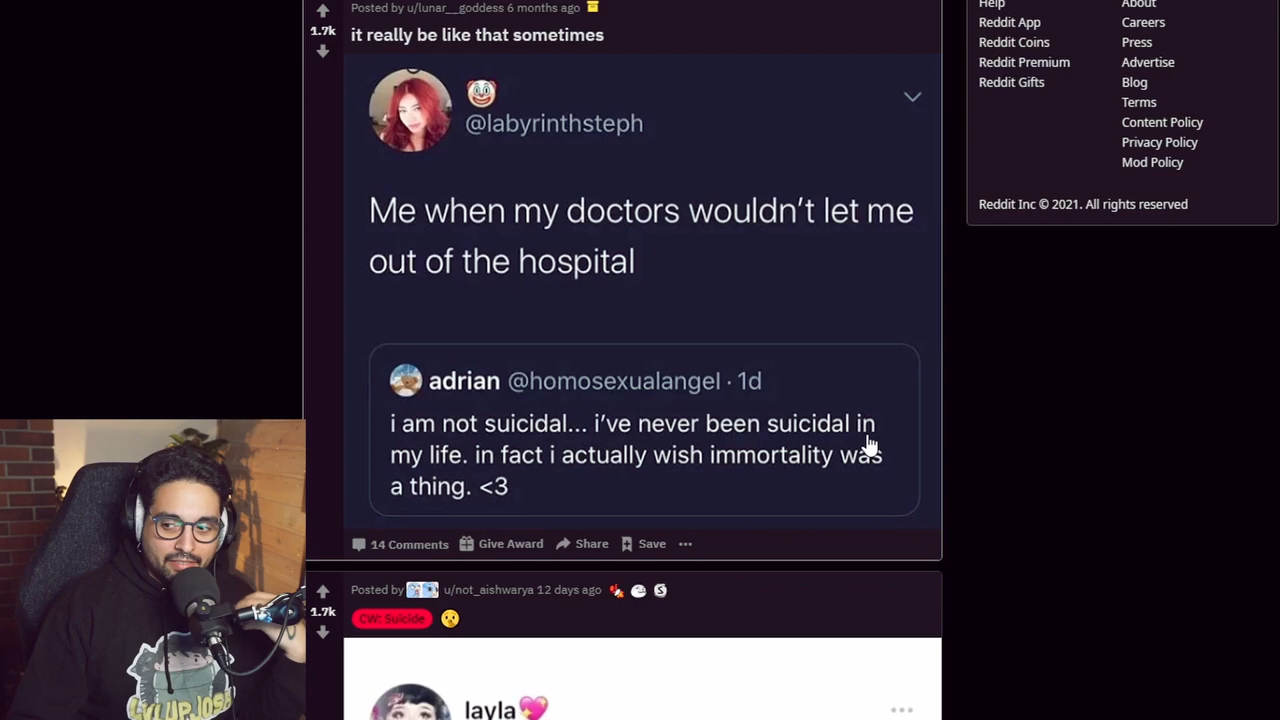 Posted by u/lunar__goddess 6 months ago
1.7k
it really be like that sometimes
@labyrinthsteph
Me when my doctors wouldn't let me
out of the hospital
adrian @homosexualangel · 1d
i am not suicidal... i've never been suicidal in
my life. in fact i actually wish immortality was
a thing. <3
14 Comments Give Award Share Save
Posted by u/not_aishwarya 12 days ago
1.7k
CW: Suicide
layla
Help About
Reddit App Careers
Reddit Coins Press
Reddit Premium Advertise
Reddit Gifts Blog
Terms
Content Policy
Privacy Policy
Mod Policy
Reddit Inc © 2021. All rights reserved